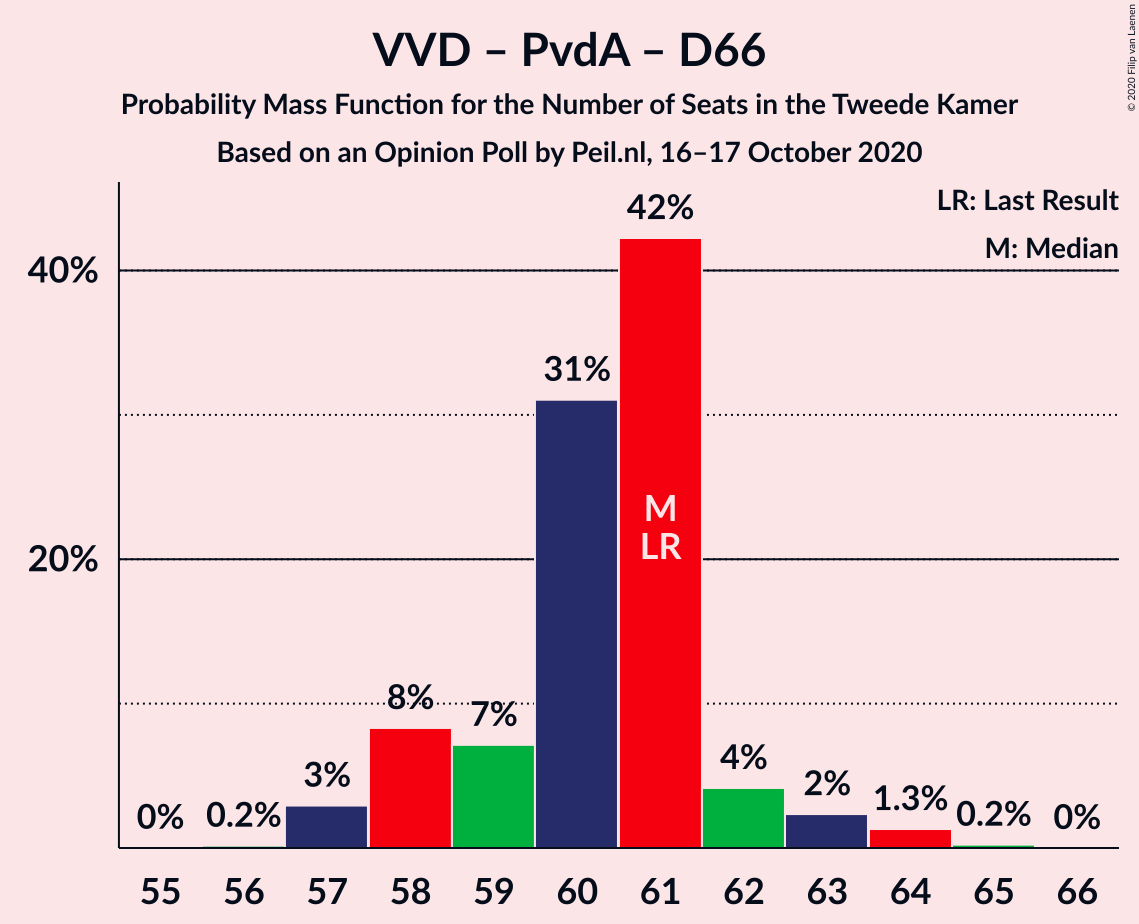 VVD – PvdA – D66
Probability Mass Function for the Number of Seats in the Tweede Kamer
Based on an Opinion Poll by Peil.nl, 16–17 October 2020
© 2020 Filip van Laenen
LR: Last Result
M: Median
40%
20%
0%
0.2%
3%
8%
7%
31%
42%
4%
2%
1.3%
0.2%
0%
M
LR
55 56 57 58 59 60 61 62 63 64 65 66